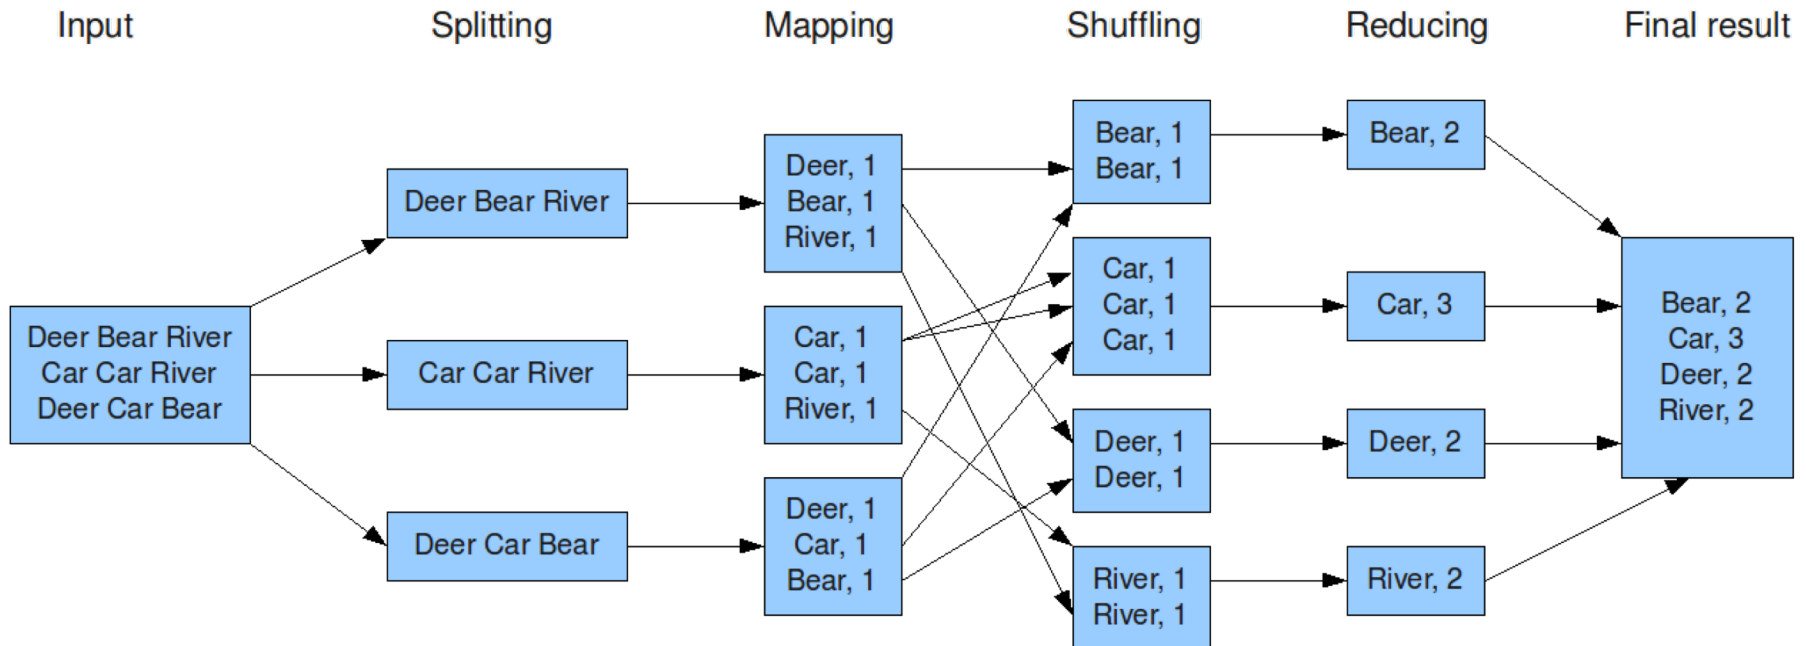 Input
Splitting
Mapping
Shuffling
Reducing
Final result
Deer Bear River
Car Car River
Deer Car Bear
Deer Bear River
Car Car River
Deer Car Bear
Deer, 1
Bear, 1
River, 1
Car, 1
Car, 1
River, 1
Deer, 1
Car, 1
Bear, 1
Bear, 1
Bear, 1
Car, 1
Car, 1
Car, 1
Deer, 1
Deer, 1
River, 1
River, 1
Bear, 2
Car, 3
Deer, 2
River, 2
Bear, 2
Car, 3
Deer, 2
River, 2